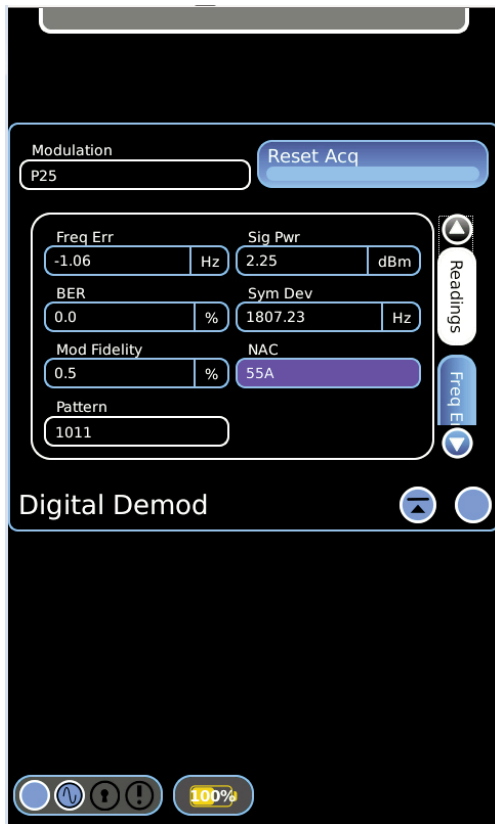 Modulation
P25
Reset Acq
Freq Err
-1.06 Hz
Sig Pwr
2.25 dBm
BER
0.0 %
Sym Dev
1807.23 Hz
Mod Fidelity
0.5 %
NAC
55A
Pattern
1011
Readings
Freq E
Digital Demod
100%